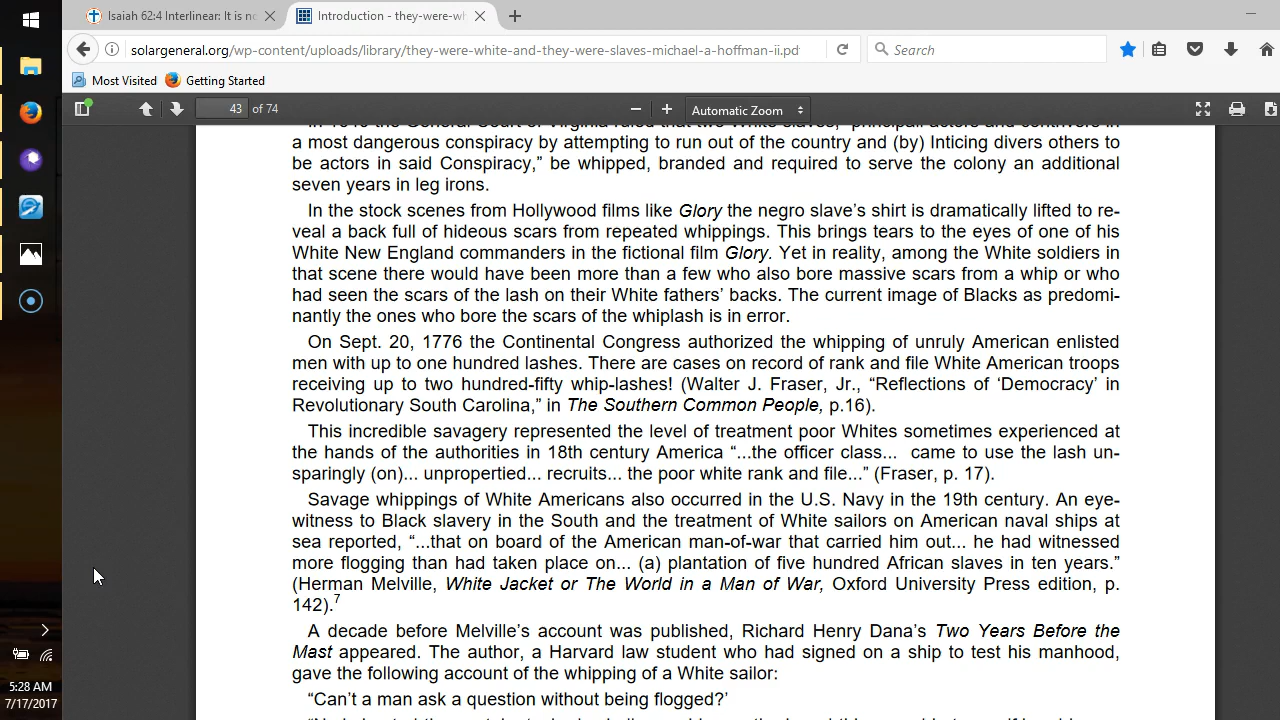 Isaiah 62:4 Interlinear: It is no
Introduction - they-were-wh
solargeneral.org/wp-content/uploads/library/they-were-white-and-they-were-slaves-michael-a-hoffman-ii.pdf
Search
Most Visited
Getting Started
43 of 74
Automatic Zoom
a most dangerous conspiracy by attempting to run out of the country and (by) Inticing divers others to
be actors in said Conspiracy,” be whipped, branded and required to serve the colony an additional
seven years in leg irons.
In the stock scenes from Hollywood films like Glory the negro slave’s shirt is dramatically lifted to re-
veal a back full of hideous scars from repeated whippings. This brings tears to the eyes of one of his
White New England commanders in the fictional film Glory. Yet in reality, among the White soldiers in
that scene there would have been more than a few who also bore massive scars from a whip or who
had seen the scars of the lash on their White fathers’ backs. The current image of Blacks as predomi-
nantly the ones who bore the scars of the whiplash is in error.
On Sept. 20, 1776 the Continental Congress authorized the whipping of unruly American enlisted
men with up to one hundred lashes. There are cases on record of rank and file White American troops
receiving up to two hundred-fifty whip-lashes! (Walter J. Fraser, Jr., “Reflections of ‘Democracy’ in
Revolutionary South Carolina,” in The Southern Common People, p.16).
This incredible savagery represented the level of treatment poor Whites sometimes experienced at
the hands of the authorities in 18th century America “...the officer class... came to use the lash un-
sparingly (on)... unpropertied... recruits... the poor white rank and file...” (Fraser, p. 17).
Savage whippings of White Americans also occurred in the U.S. Navy in the 19th century. An eye-
witness to Black slavery in the South and the treatment of White sailors on American naval ships at
sea reported, “...that on board of the American man-of-war that carried him out... he had witnessed
more flogging than had taken place on... (a) plantation of five hundred African slaves in ten years.”
(Herman Melville, White Jacket or The World in a Man of War, Oxford University Press edition, p.
142).7
A decade before Melville’s account was published, Richard Henry Dana’s Two Years Before the
Mast appeared. The author, a Harvard law student who had signed on a ship to test his manhood,
gave the following account of the whipping of a White sailor:
“Can’t a man ask a question without being flogged?’
5:28 AM
7/17/2017